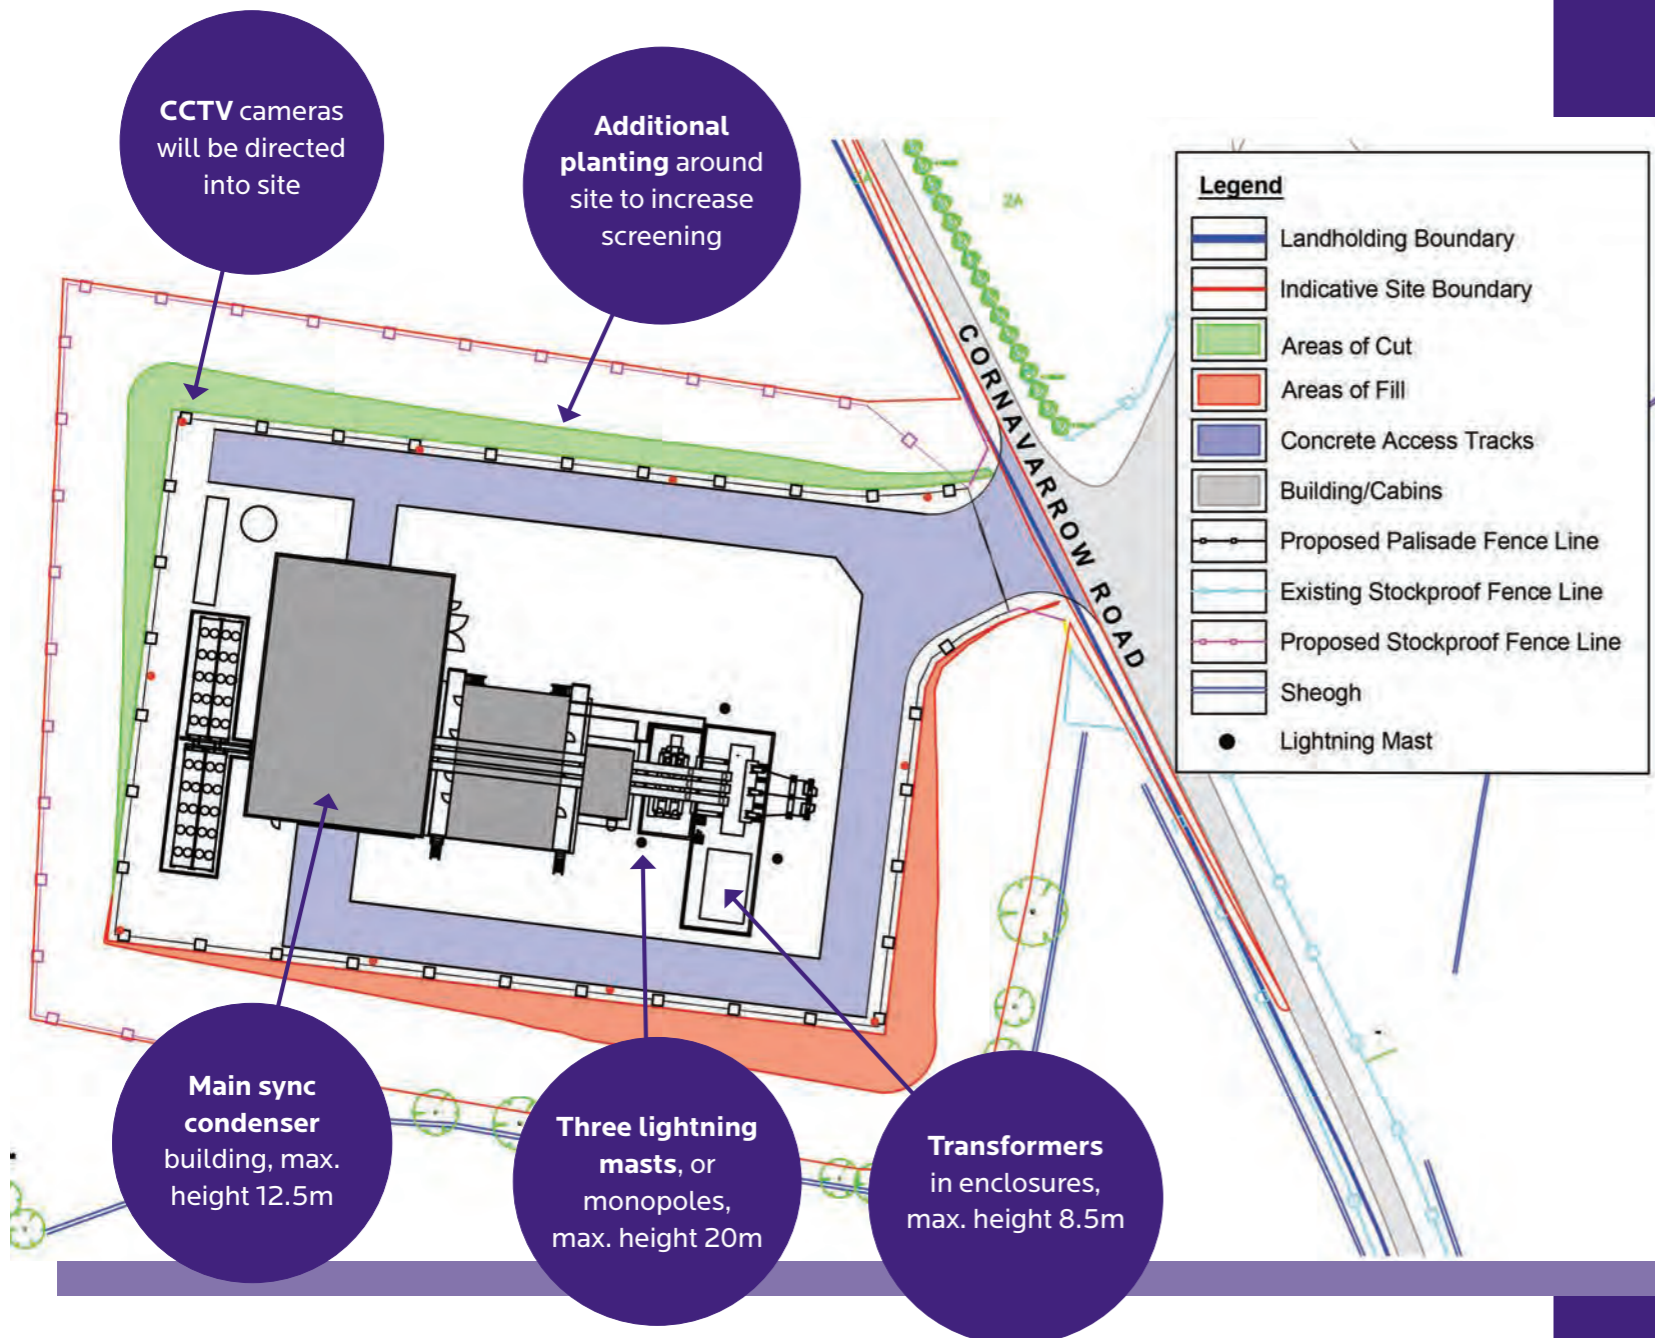 CCTV cameras
will be directed
into site
Additional
planting around
site to increase
screening
2A
CORNAVARROW ROAD
Legend
Landholding Boundary
Indicative Site Boundary
Areas of Cut
Areas of Fill
Concrete Access Tracks
Building/Cabins
Proposed Palisade Fence Line
Existing Stockproof Fence Line
Proposed Stockproof Fence Line
Sheogh
Lightning Mast
Main sync
condenser
building, max.
height 12.5m
Three lightning
masts, or
monopoles,
max. height 20m
Transformers
in enclosures,
max. height 8.5m